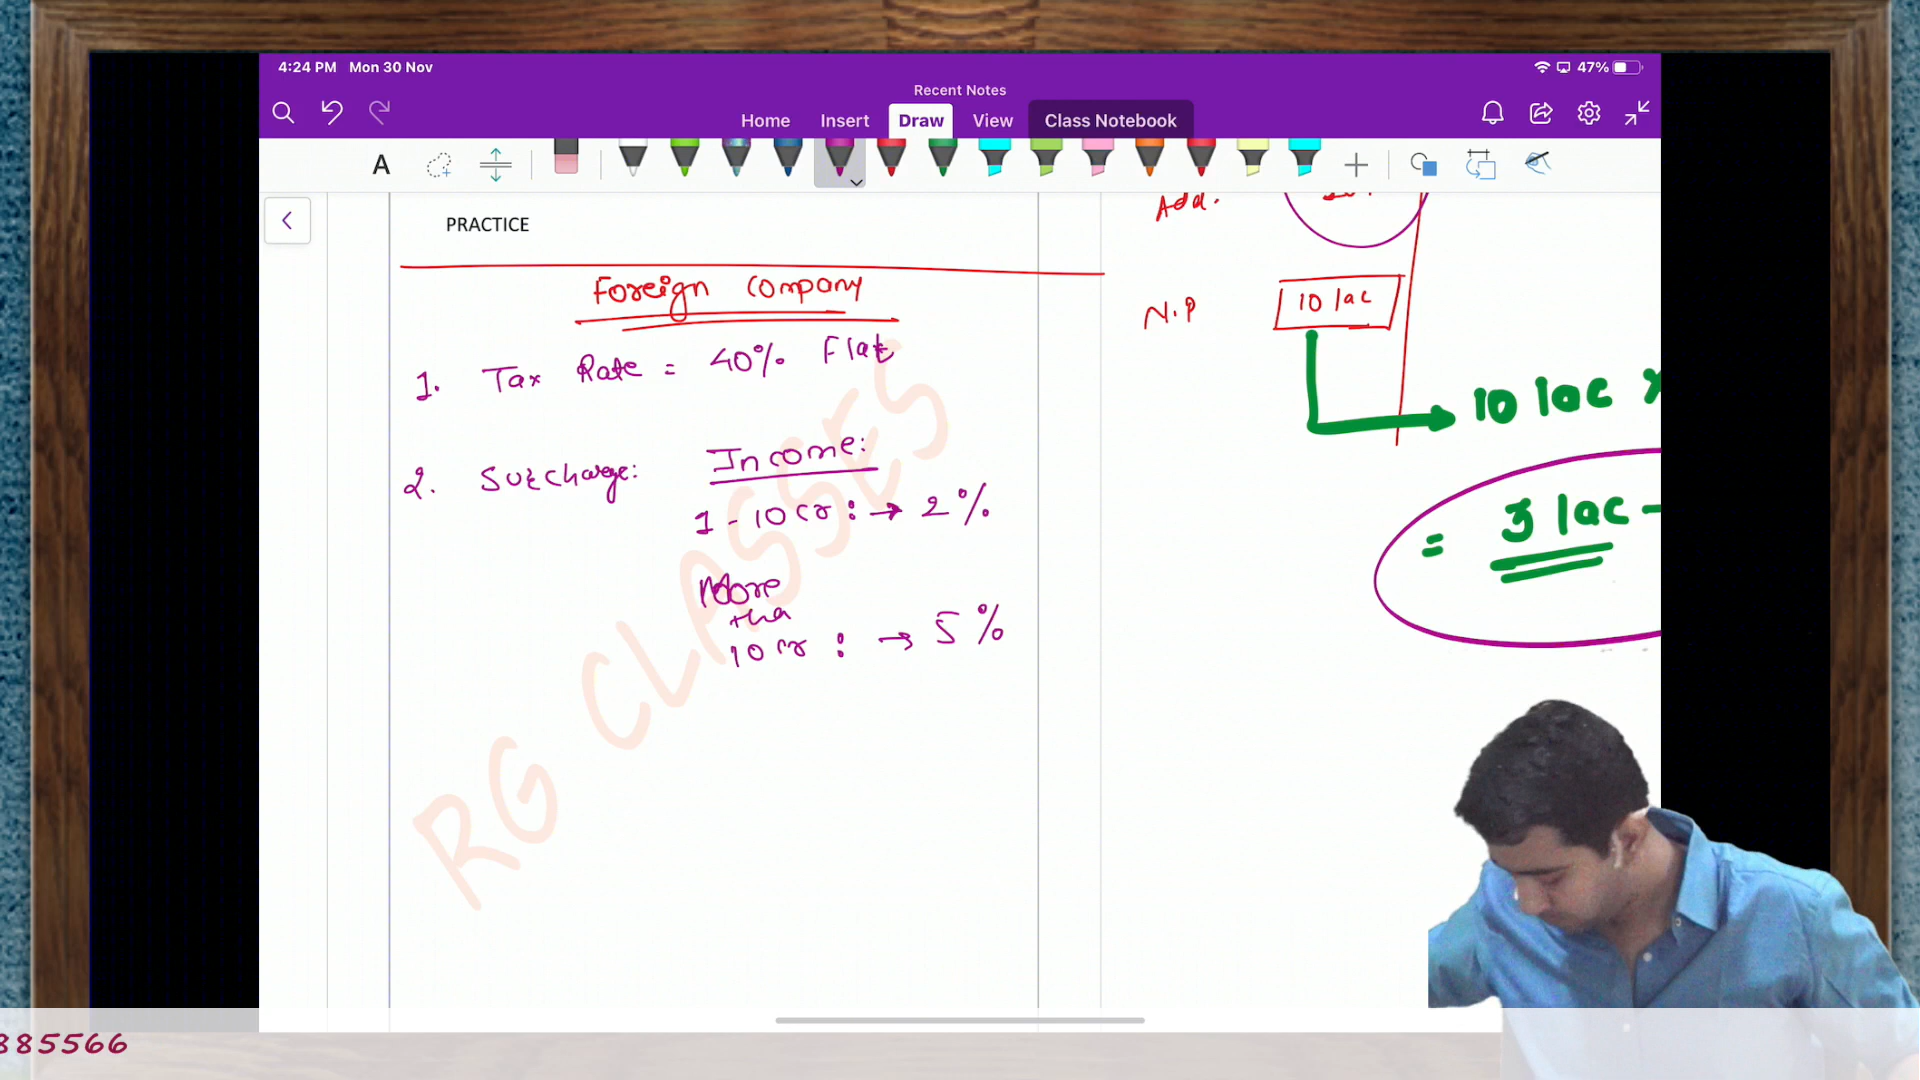 4:24 PM Mon 30 Nov
47%
Recent Notes
Home Insert Draw View Class Notebook
A
PRACTICE
Foreign Company
1. Tax Rate = 40% Flat
2. Surcharge: Income:
1 - 10 cr : → 2%
More
tha
10 cr : → 5%
Add.
N.P 10 lac
10 lac
= 3 lac -
RG CLASSES
885566